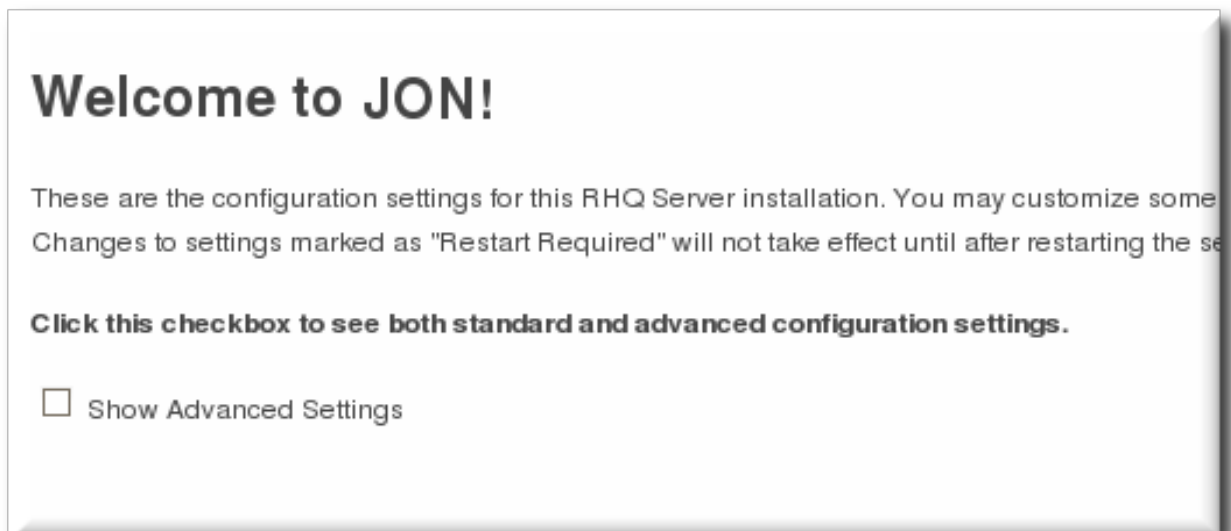 Welcome to JON!
These are the configuration settings for this RHQ Server installation. You may customize some
Changes to settings marked as "Restart Required" will not take effect until after restarting the
Click this checkbox to see both standard and advanced configuration settings.
Show Advanced Settings